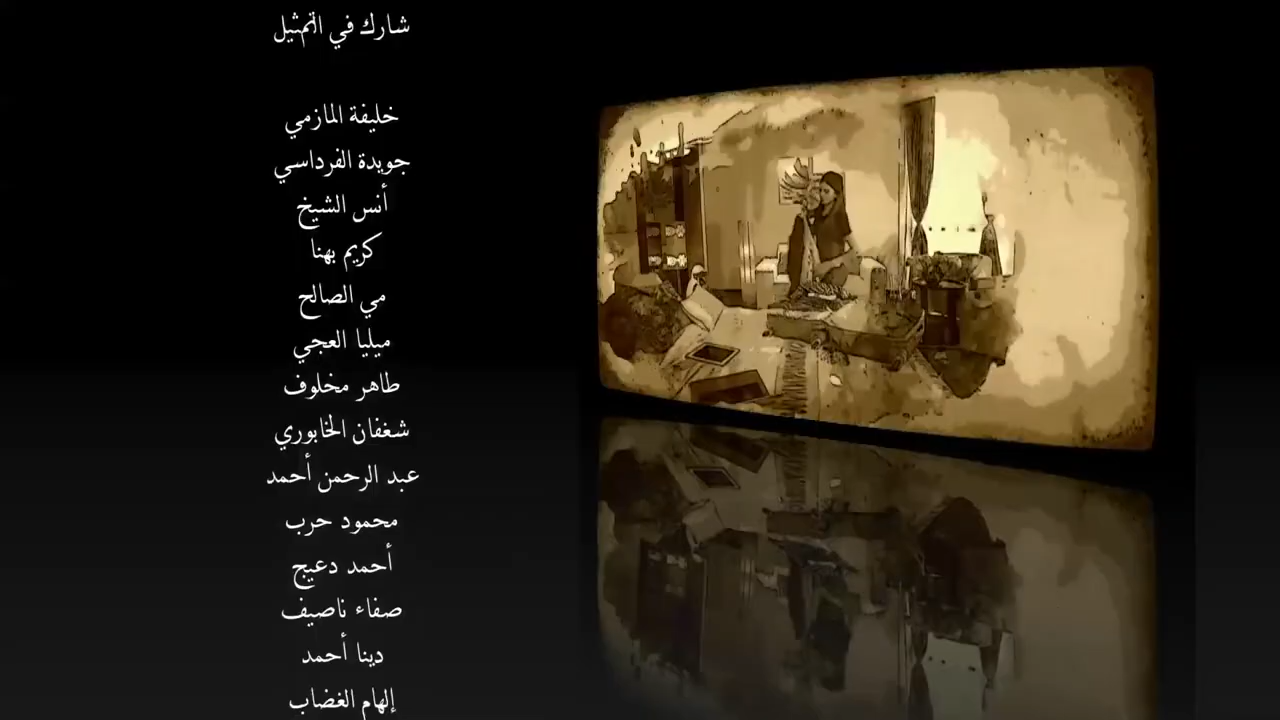 شارك في التمثيل
خليفة المازمي
جويدة الفرداسي
أنس الشيخ
كريم بهنا
مي الصالح
ميليا العجي
طاهر مخلوف
شغفان الخابوري
عبد الرحمن أحمد
محمود حرب
أحمد دعيج
صفاء ناصيف
دينا أحمد
إلهام الغضاب